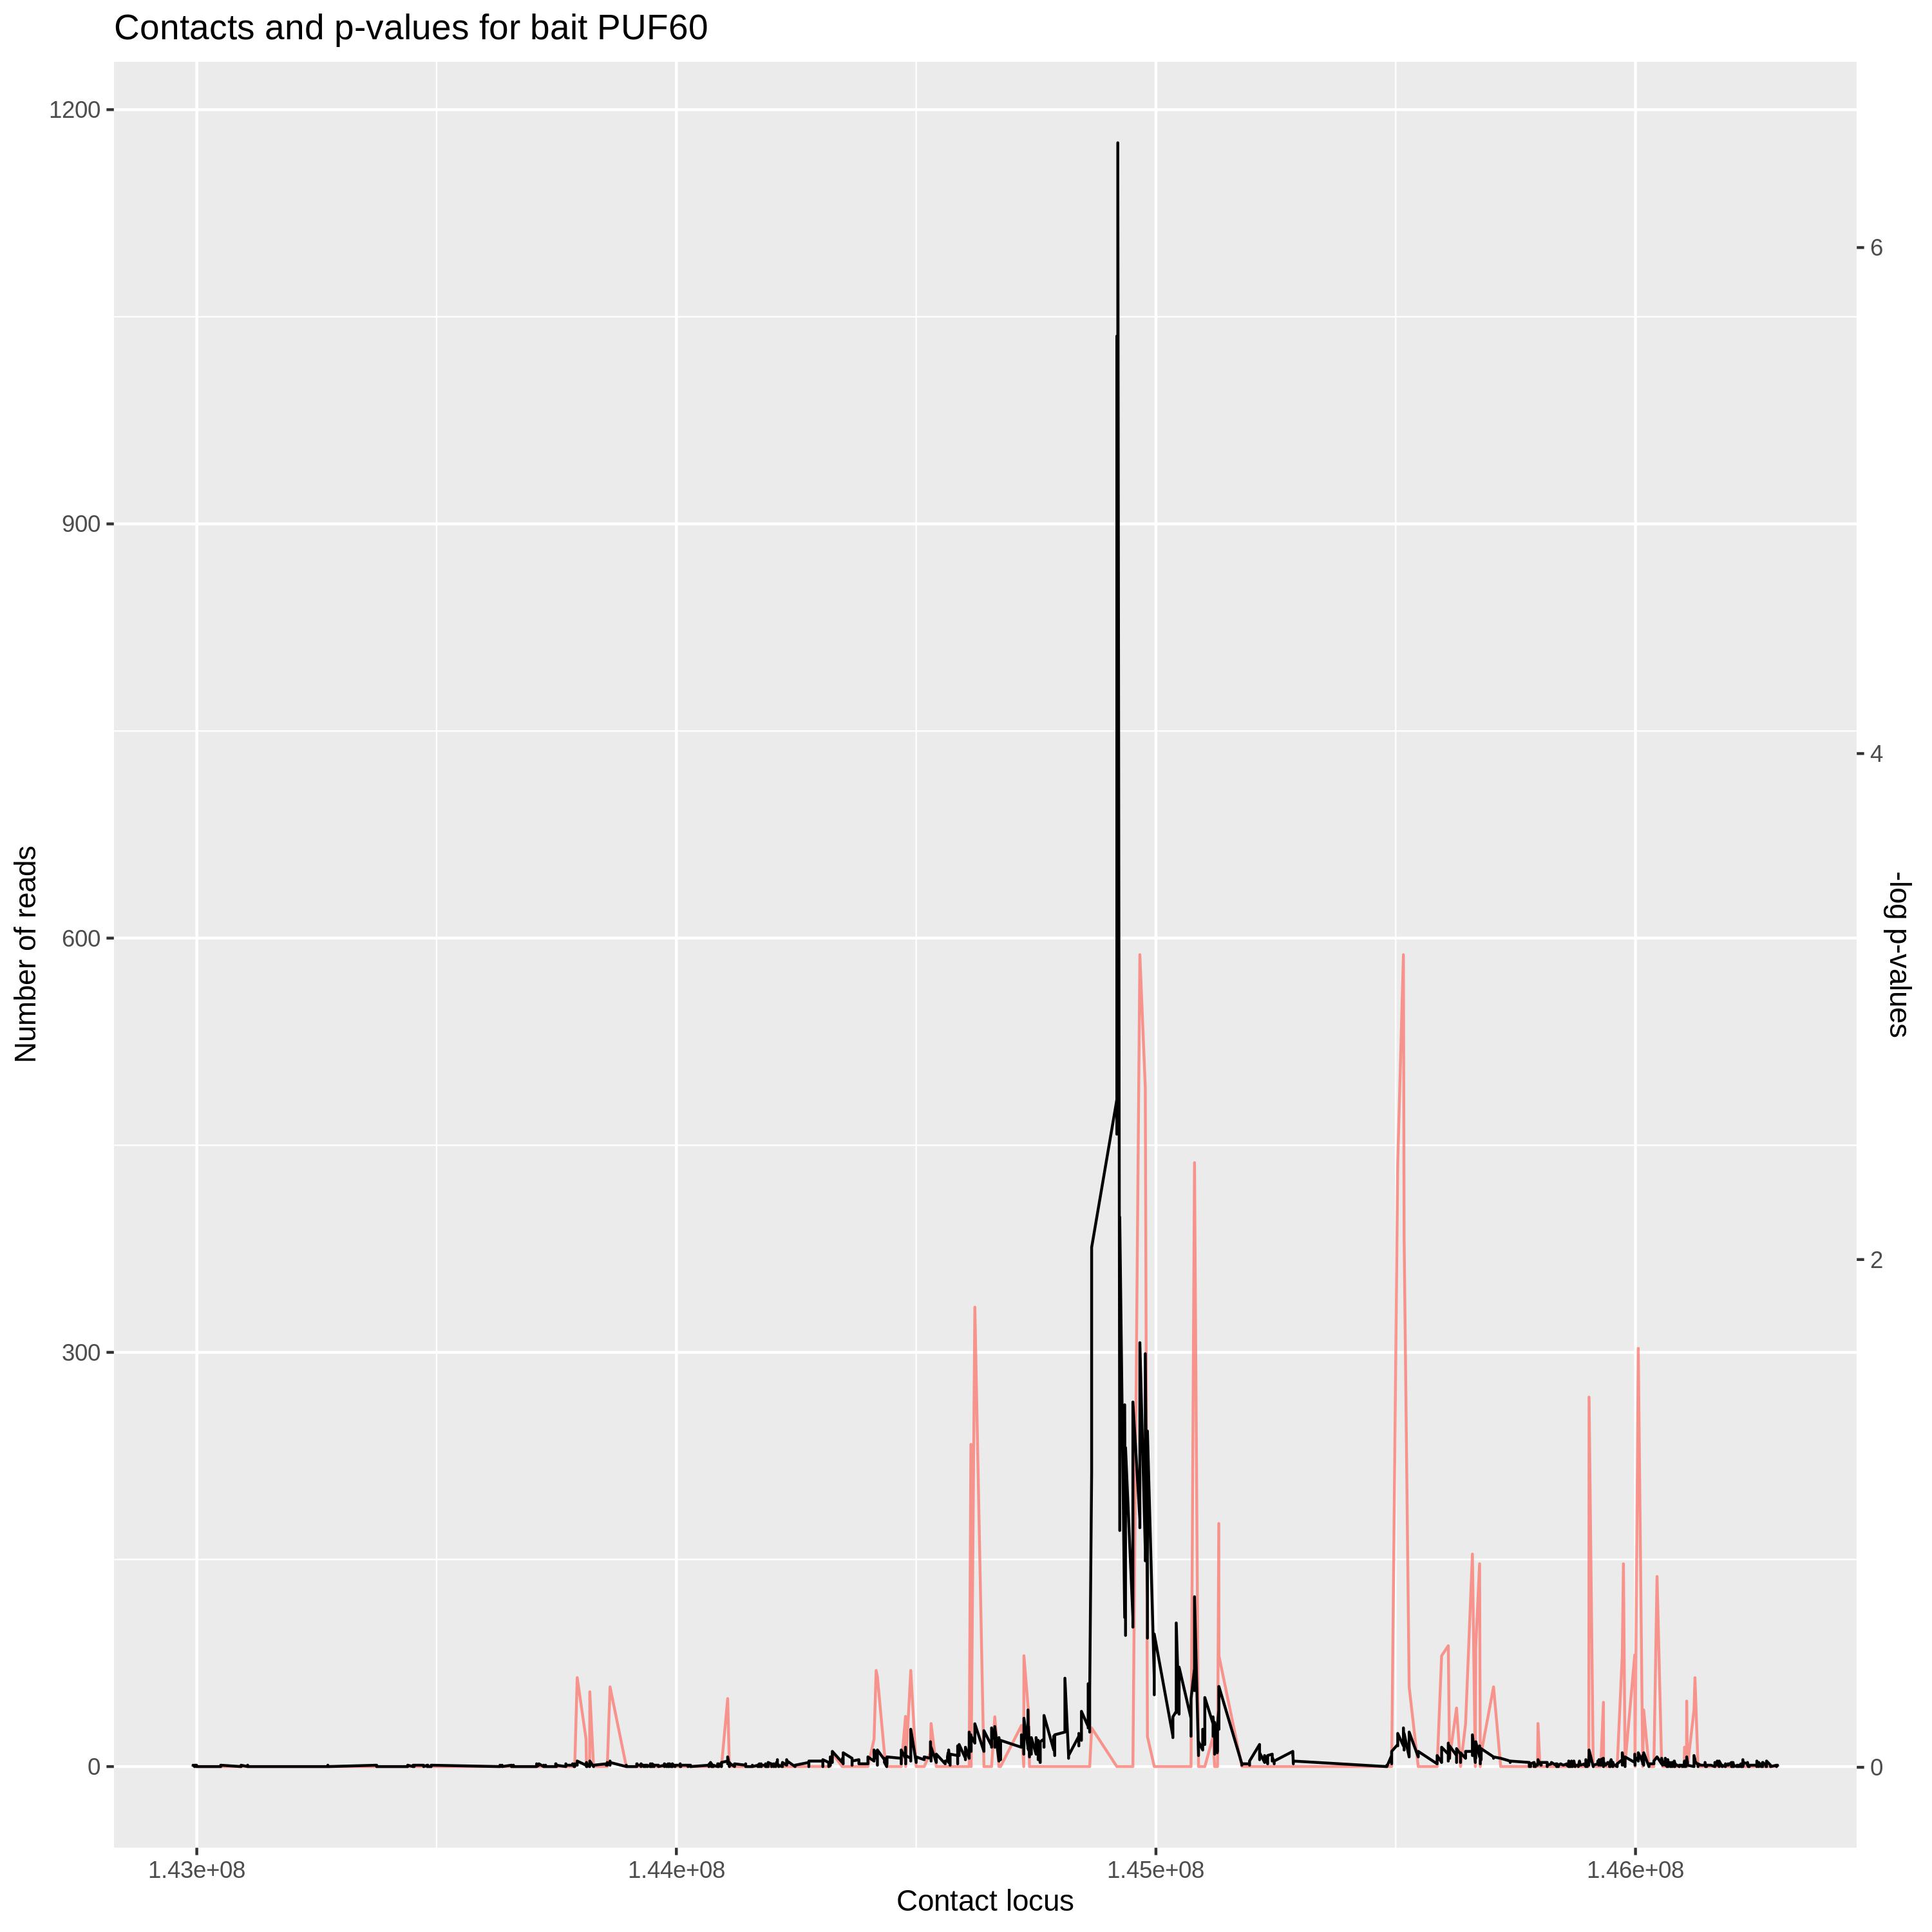 Contacts and p-values for bait PUF60
1200
900
600
300
0
Number of reads
6
4
2
0
-log p-values
1.43e+08
1.44e+08
1.45e+08
1.46e+08
Contact locus